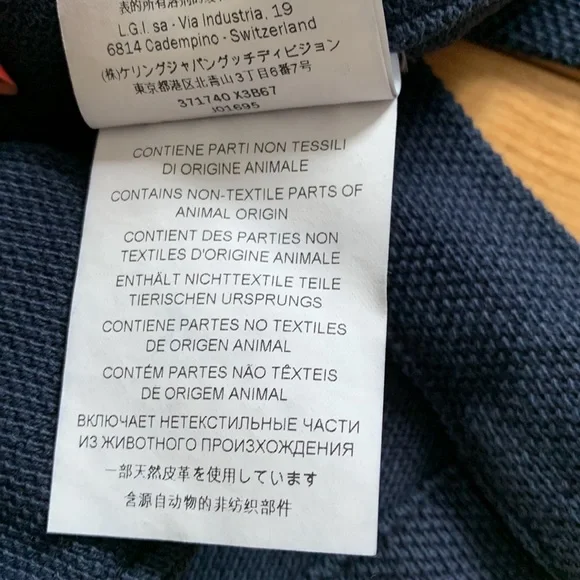 L.G.I. sa - Via Industria, 19
6814 Cadempino - Switzerland
(株)ケリングジャパングッチディビジョン
東京都港区北青山3丁目6番7号
371740 X3B67
J01695
CONTIENE PARTI NON TESSILI
DI ORIGINE ANIMALE
CONTAINS NON-TEXTILE PARTS OF
ANIMAL ORIGIN
CONTIENT DES PARTIES NON
TEXTILES D'ORIGINE ANIMALE
ENTHÄLT NICHTTEXTILE TEILE
TIERISCHEN URSPRUNGS
CONTIENE PARTES NO TEXTILES
DE ORIGEN ANIMAL
CONTÉM PARTES NÃO TÊXTEIS
DE ORIGEM ANIMAL
ВКЛЮЧАЕТ НЕТЕКСТИЛЬНЫЕ ЧАСТИ
ИЗ ЖИВОТНОГО ПРОИЗХОЖДЕНИЯ
一部天然皮革を使用しています
含源自动物的非纺织部件